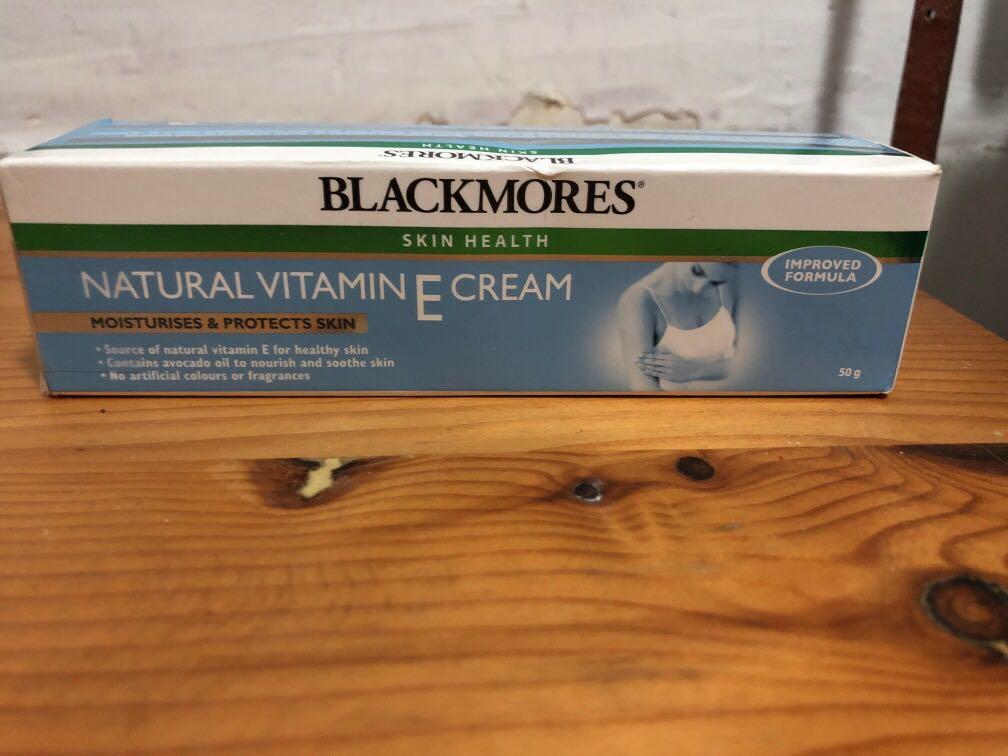 BLACKMORES
SKIN HEALTH
BLACKMORES®
SKIN HEALTH
NATURAL VITAMIN E CREAM
IMPROVED
FORMULA
MOISTURISES & PROTECTS SKIN
• Source of natural vitamin E for healthy skin
• Contains avocado oil to nourish and soothe skin
• No artificial colours or fragrances
50 g